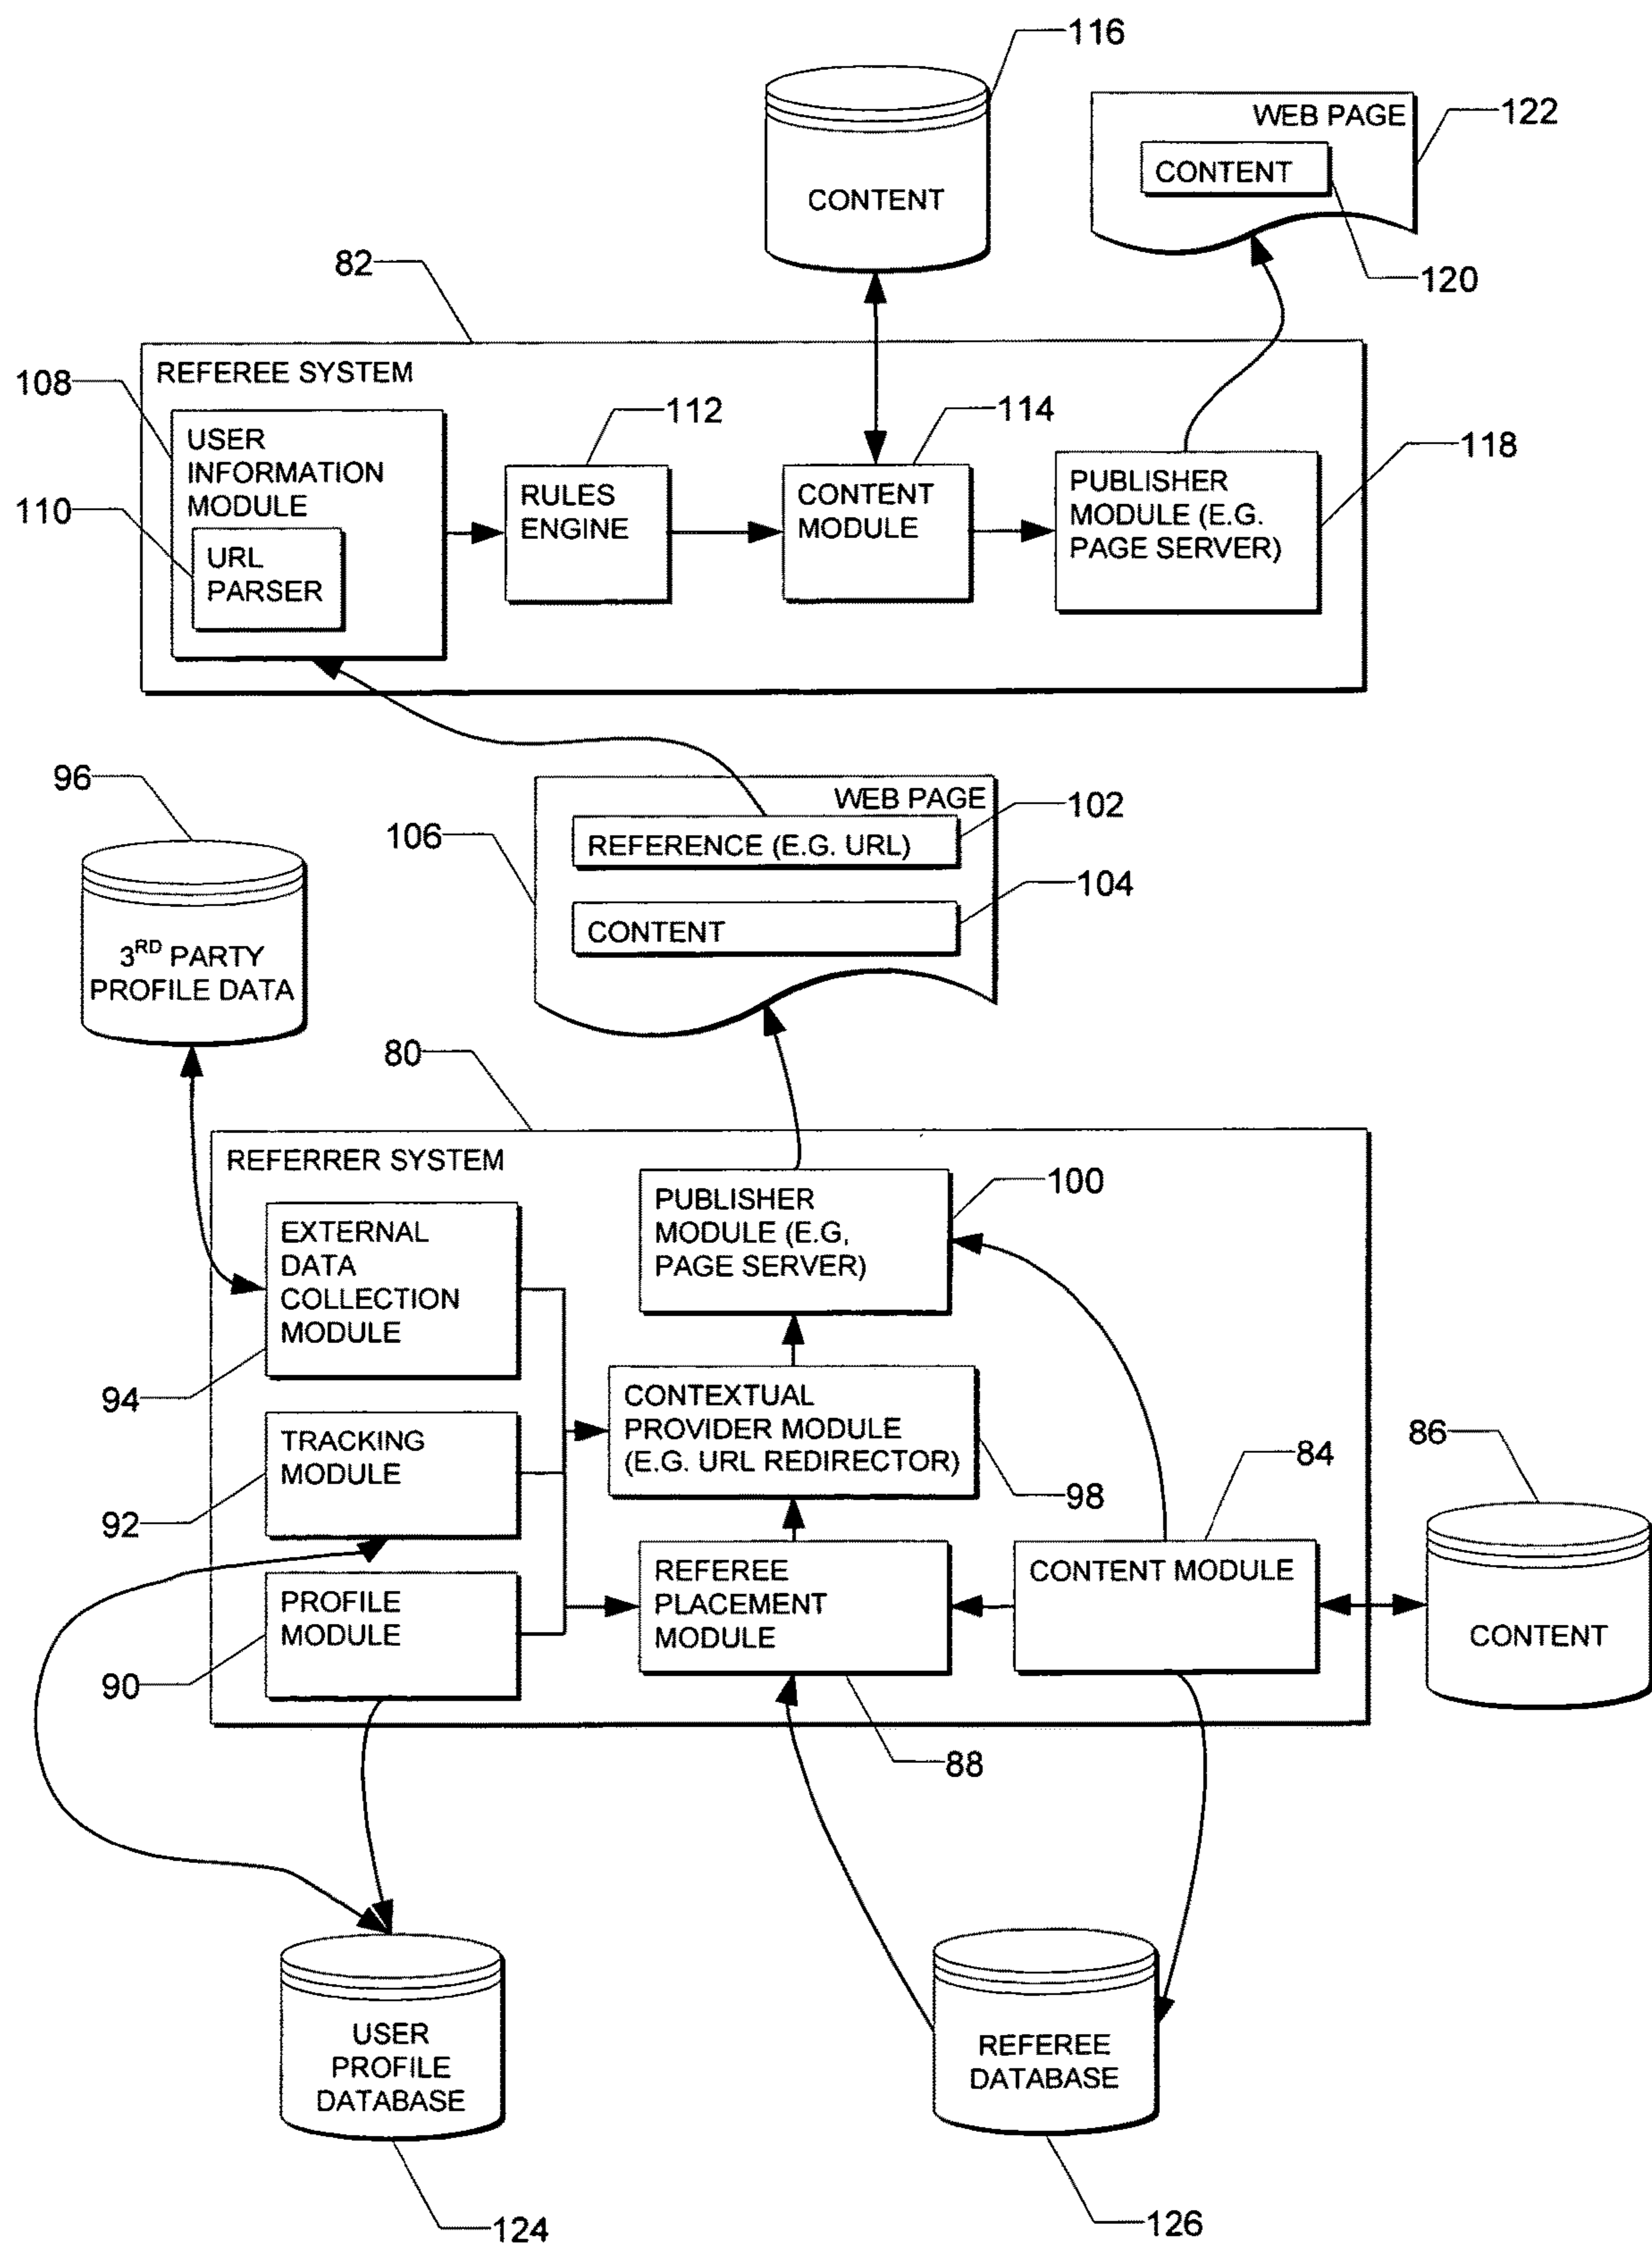 116
WEB PAGE
122
CONTENT
CONTENT
120
82
REFEREE SYSTEM
108
USER
INFORMATION
MODULE
110
URL
PARSER
112
RULES
ENGINE
114
CONTENT
MODULE
118
PUBLISHER
MODULE (E.G.
PAGE SERVER)
96
3RD PARTY
PROFILE DATA
WEB PAGE
102
106
REFERENCE (E.G. URL)
104
CONTENT
80
REFERRER SYSTEM
EXTERNAL
DATA
COLLECTION
MODULE
94
PUBLISHER
MODULE (E.G,
PAGE SERVER)
100
TRACKING
MODULE
92
CONTEXTUAL
PROVIDER MODULE
(E.G. URL REDIRECTOR)
98
84
86
PROFILE
MODULE
90
REFEREE
PLACEMENT
MODULE
88
CONTENT MODULE
CONTENT
USER
PROFILE
DATABASE
124
REFEREE
DATABASE
126